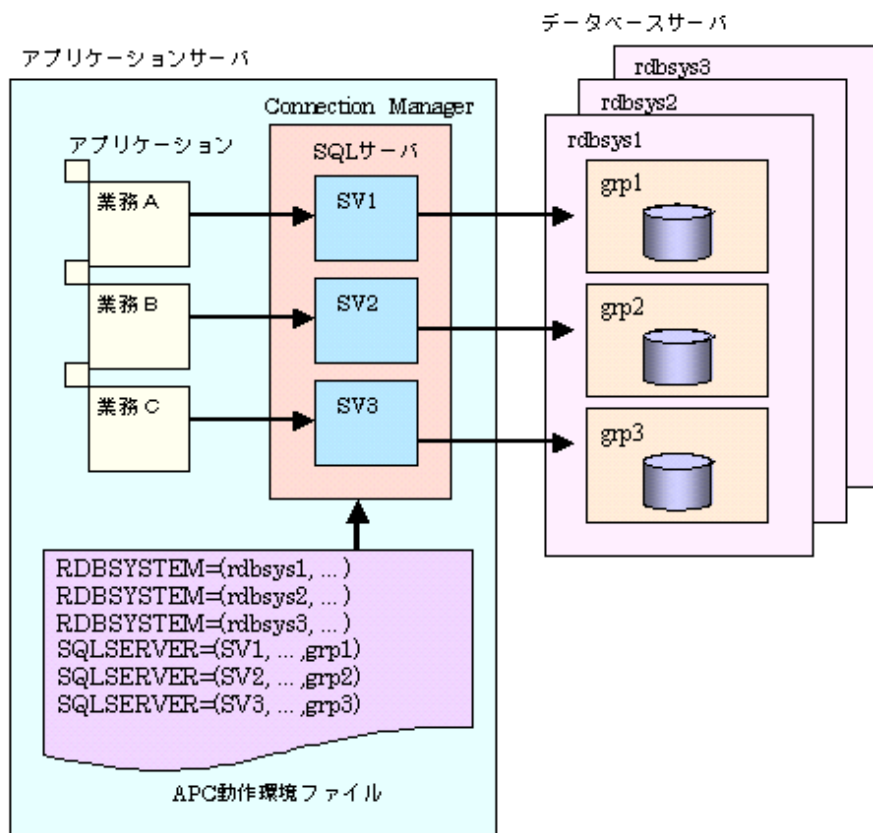 データベースサーバ
アプリケーションサーバ
rdbsys3
rdbsys2
rdbsys1
Connection Manager
アプリケーション
SQLサーバ
業務A
SV1
grp1
業務B
SV2
grp2
業務C
SV3
grp3
RDBSYSTEM=(rdbsys1, ...)
RDBSYSTEM=(rdbsys2, ...)
RDBSYSTEM=(rdbsys3, ...)
SQLSERVER=(SV1, ... ,grp1)
SQLSERVER=(SV2, ... ,grp2)
SQLSERVER=(SV3, ... ,grp3)
APC動作環境ファイル